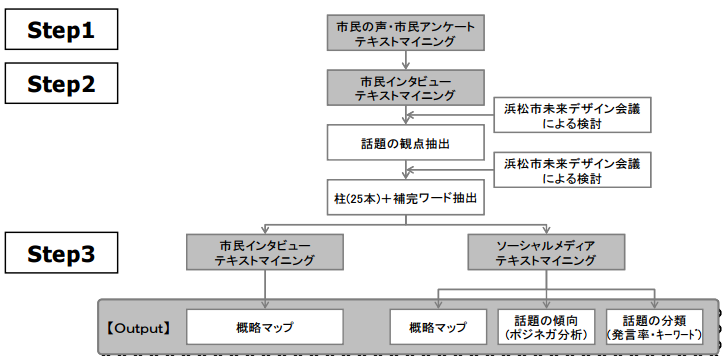 Step1
市民の声・市民アンケート
テキストマイニング
Step2
市民インタビュー
テキストマイニング
浜松市未来デザイン会議
による検討
話題の観点抽出
浜松市未来デザイン会議
による検討
柱(25本)＋補完ワード抽出
Step3
市民インタビュー
テキストマイニング
ソーシャルメディア
テキストマイニング
【Output】
概略マップ
概略マップ
話題の傾向
(ポジネガ分析)
話題の分類
(発言率・キーワード)